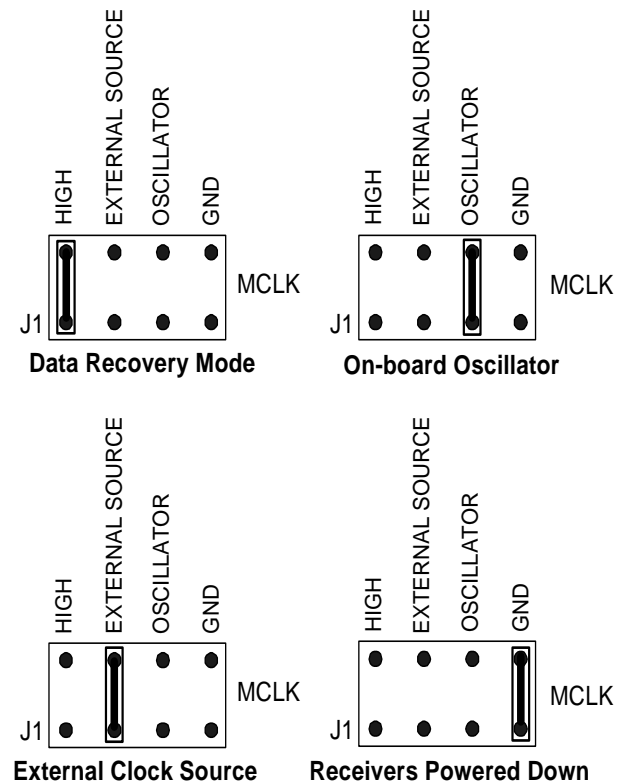 HIGH
EXTERNAL SOURCE
OSCILLATOR
GND
MCLK
J1
Data Recovery Mode
HIGH
EXTERNAL SOURCE
OSCILLATOR
GND
MCLK
J1
On-board Oscillator
HIGH
EXTERNAL SOURCE
OSCILLATOR
GND
MCLK
J1
External Clock Source
HIGH
EXTERNAL SOURCE
OSCILLATOR
GND
MCLK
J1
Receivers Powered Down